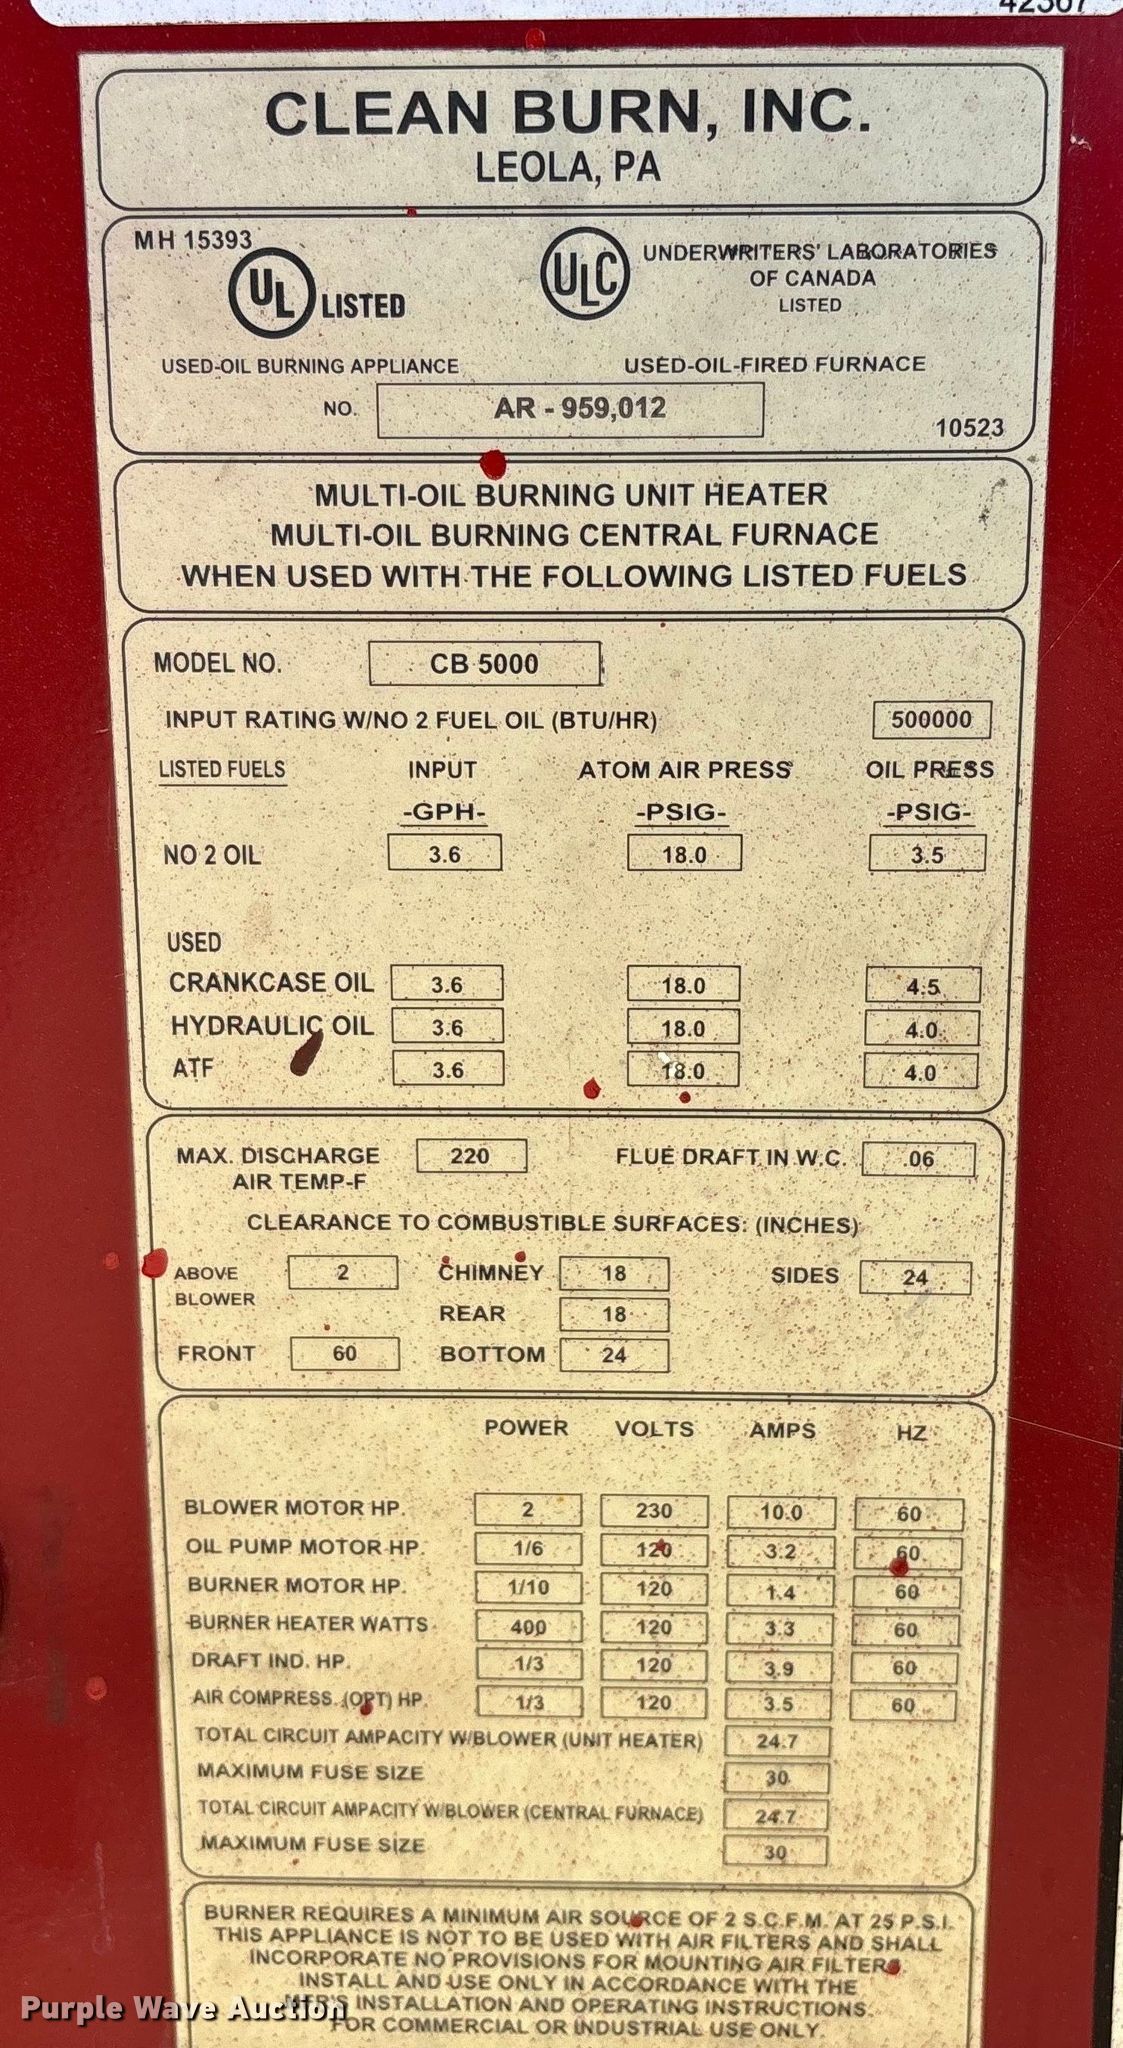 CLEAN BURN, INC.
LEOLA, PA
MH 15393
UL LISTED
ULC UNDERWRITERS' LABORATORIES
OF CANADA
LISTED
USED-OIL BURNING APPLIANCE USED-OIL-FIRED FURNACE
NO. AR - 959,012
10523
MULTI-OIL BURNING UNIT HEATER
MULTI-OIL BURNING CENTRAL FURNACE
WHEN USED WITH THE FOLLOWING LISTED FUELS
MODEL NO. CB 5000
INPUT RATING W/NO 2 FUEL OIL (BTU/HR) 500000
LISTED FUELS INPUT ATOM AIR PRESS OIL PRESS
-GPH- -PSIG- -PSIG-
NO 2 OIL 3.6 18.0 3.5
USED
CRANKCASE OIL 3.6 18.0 4.5
HYDRAULIC OIL 3.6 18.0 4.0
ATF 3.6 18.0 4.0
MAX. DISCHARGE 220 FLUE DRAFT IN W.C. .06
AIR TEMP-F
CLEARANCE TO COMBUSTIBLE SURFACES: (INCHES)
ABOVE 2 CHIMNEY 18 SIDES 24
BLOWER
REAR 18
FRONT 60 BOTTOM 24
POWER VOLTS AMPS HZ
BLOWER MOTOR HP. 2 230 10.0 60
OIL PUMP MOTOR HP. 1/6 120 3.2 60
BURNER MOTOR HP. 1/10 120 1.4 60
BURNER HEATER WATTS 400 120 3.3 60
DRAFT IND. HP. 1/3 120 3.9 60
AIR COMPRESS. (OPT) HP. 1/3 120 3.5 60
TOTAL CIRCUIT AMPACITY W/BLOWER (UNIT HEATER) 24.7
MAXIMUM FUSE SIZE 30
TOTAL CIRCUIT AMPACITY W/BLOWER (CENTRAL FURNACE) 24.7
MAXIMUM FUSE SIZE 30
BURNER REQUIRES A MINIMUM AIR SOURCE OF 2 S.C.F.M. AT 25 P.S.I.
THIS APPLIANCE IS NOT TO BE USED WITH AIR FILTERS AND SHALL
INCORPORATE NO PROVISIONS FOR MOUNTING AIR FILTERS.
INSTALL AND USE ONLY IN ACCORDANCE WITH THE
MFR'S INSTALLATION AND OPERATING INSTRUCTIONS.
FOR COMMERCIAL OR INDUSTRIAL USE ONLY.
Purple Wave Auction